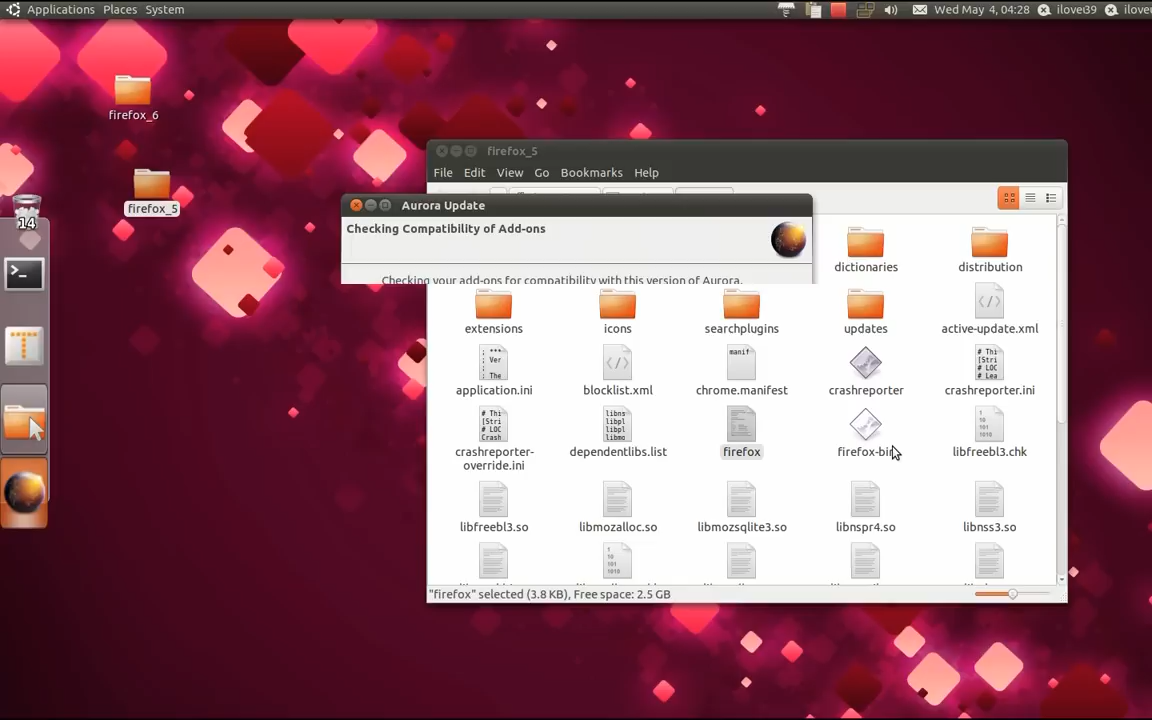 Applications Places System
Wed May 4, 04:28 ilove39
firefox_6
firefox_5
14
firefox_5
File Edit View Go Bookmarks Help
Aurora Update
Checking Compatibility of Add-ons
Checking your add-ons for compatibility with this version of Aurora.
dictionaries distribution
extensions icons searchplugins updates active-update.xml
application.ini blocklist.xml chrome.manifest crashreporter crashreporter.ini
crashreporter-
override.ini
dependentlibs.list firefox firefox-bin libfreebl3.chk
libfreebl3.so libmozalloc.so libmozsqlite3.so libnspr4.so libnss3.so
"firefox" selected (3.8 KB), Free space: 2.5 GB